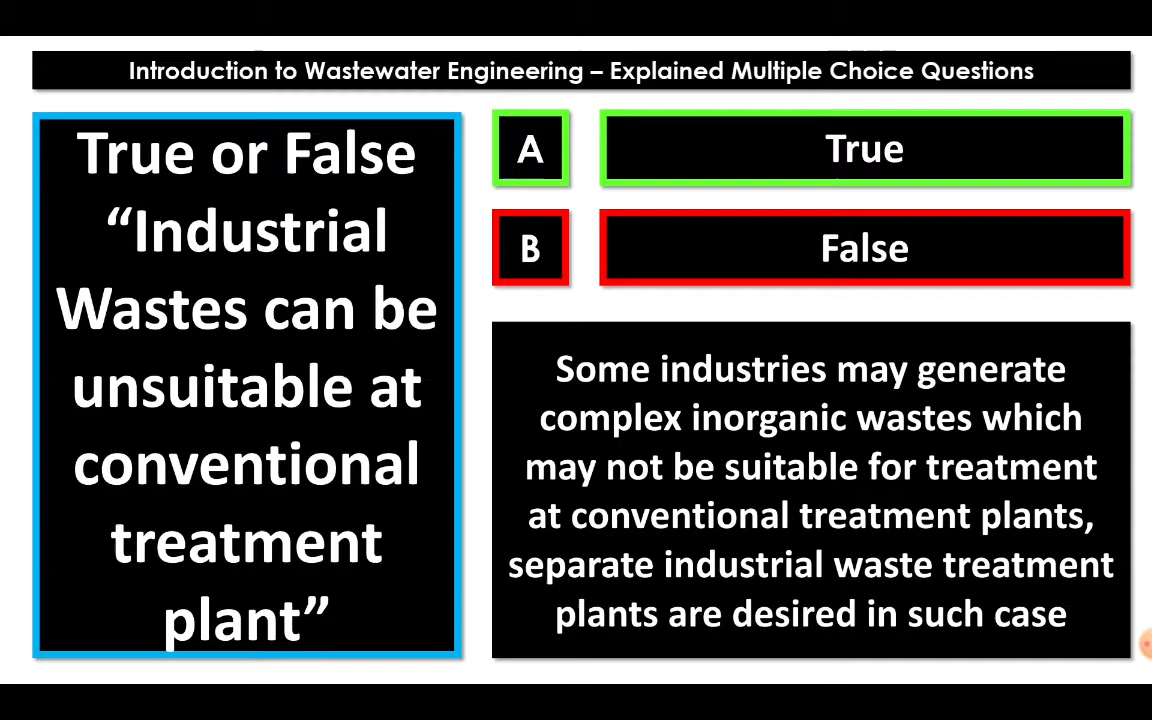 Introduction to Wastewater Engineering – Explained Multiple Choice Questions
True or False
“Industrial
Wastes can be
unsuitable at
conventional
treatment
plant”
A
True
B
False
Some industries may generate
complex inorganic wastes which
may not be suitable for treatment
at conventional treatment plants,
separate industrial waste treatment
plants are desired in such case